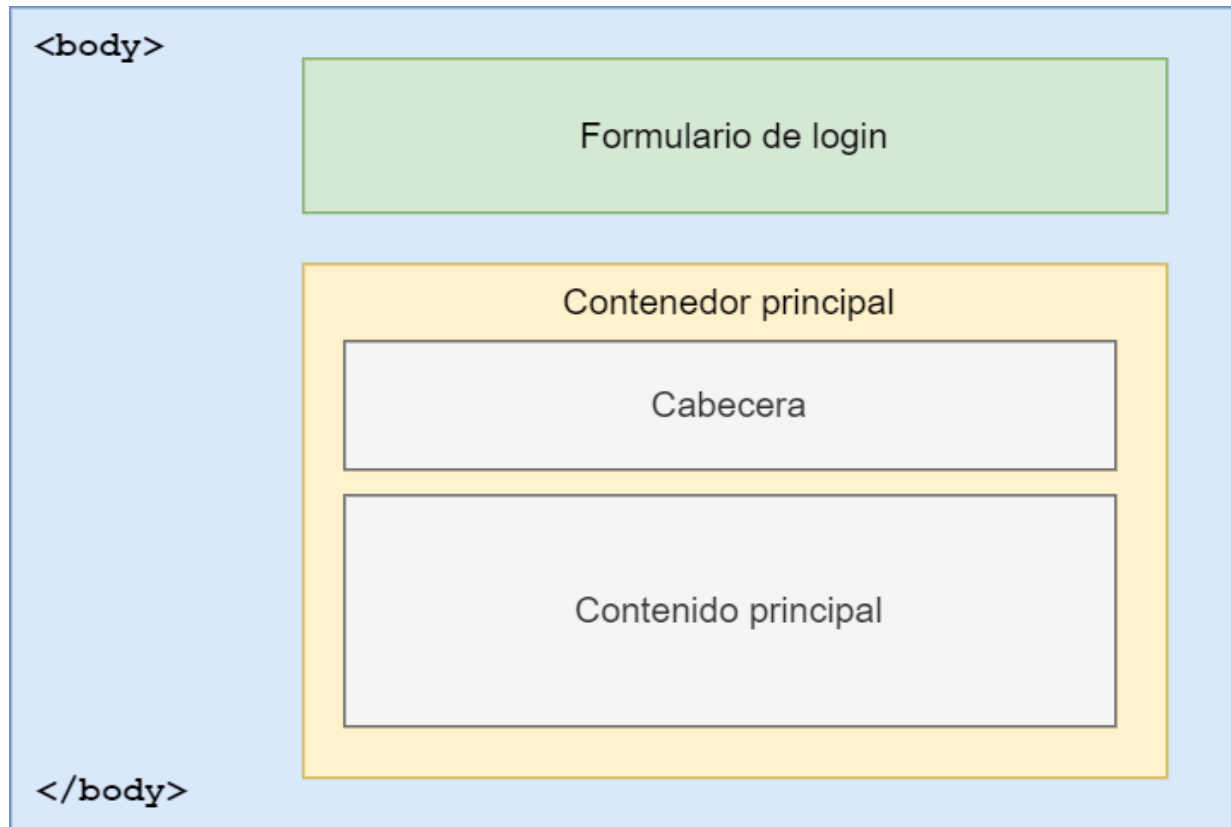 <body>
Formulario de login
Contenedor principal
Cabecera
Contenido principal
</body>